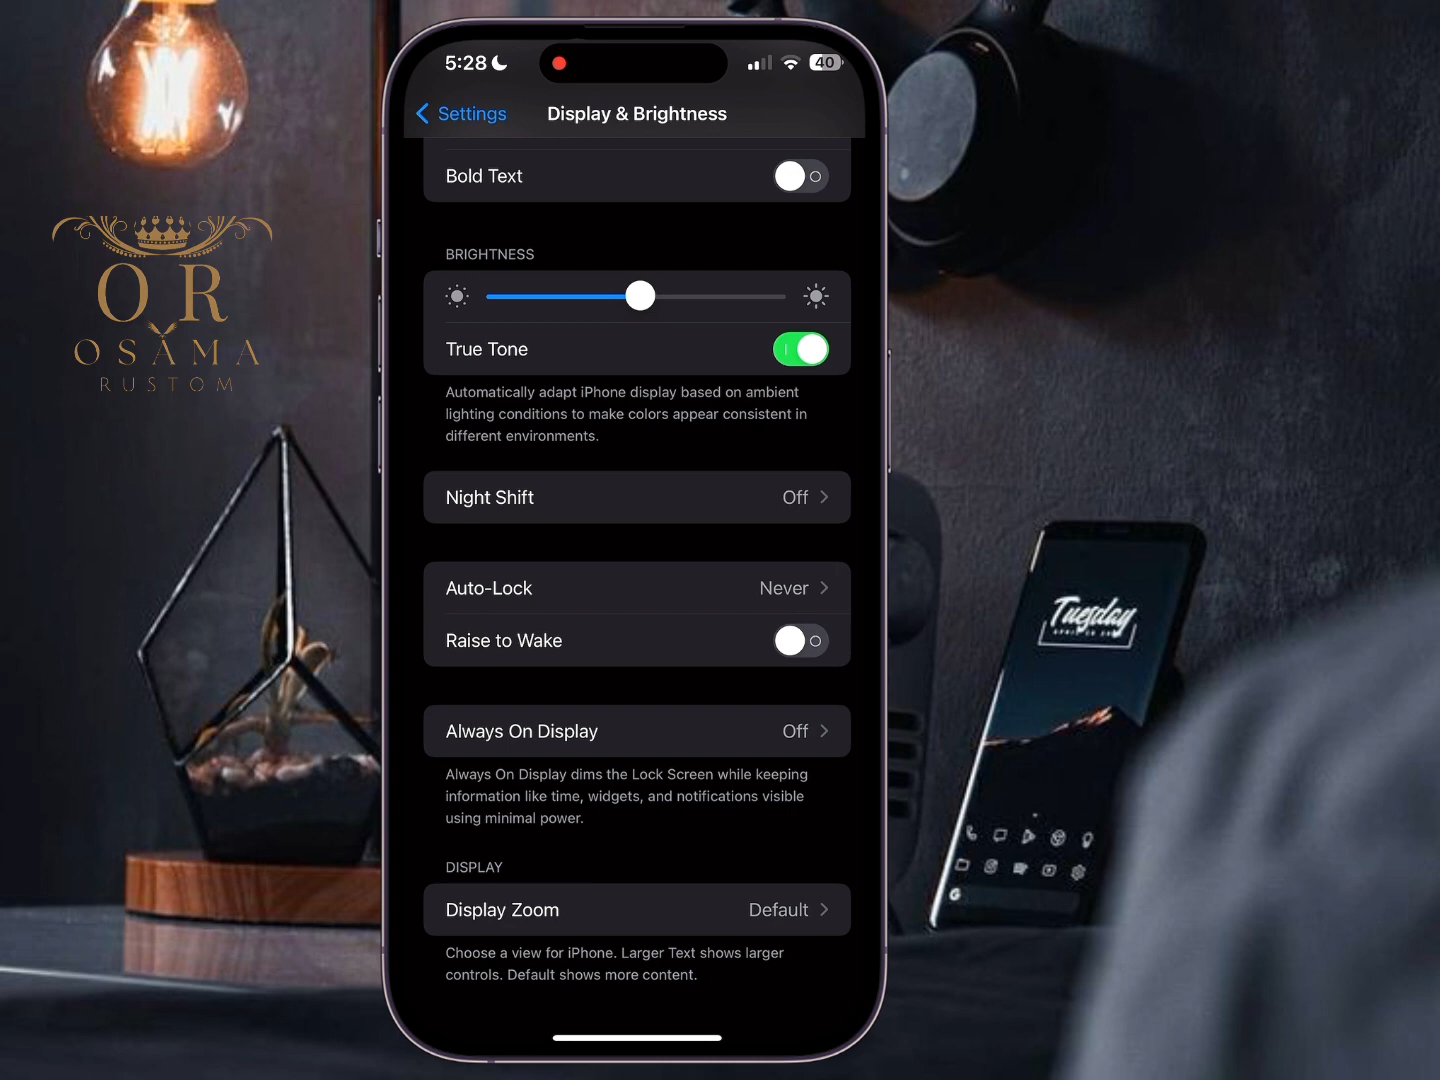 5:28
40
Settings
Display & Brightness
Bold Text
BRIGHTNESS
True Tone
Automatically adapt iPhone display based on ambient
lighting conditions to make colors appear consistent in
different environments.
Night Shift
Off
Auto-Lock
Never
Raise to Wake
Always On Display
Off
Always On Display dims the Lock Screen while keeping
information like time, widgets, and notifications visible
using minimal power.
DISPLAY
Display Zoom
Default
Choose a view for iPhone. Larger Text shows larger
controls. Default shows more content.
O R
OSAMA
RUSTOM
Tuesday
G